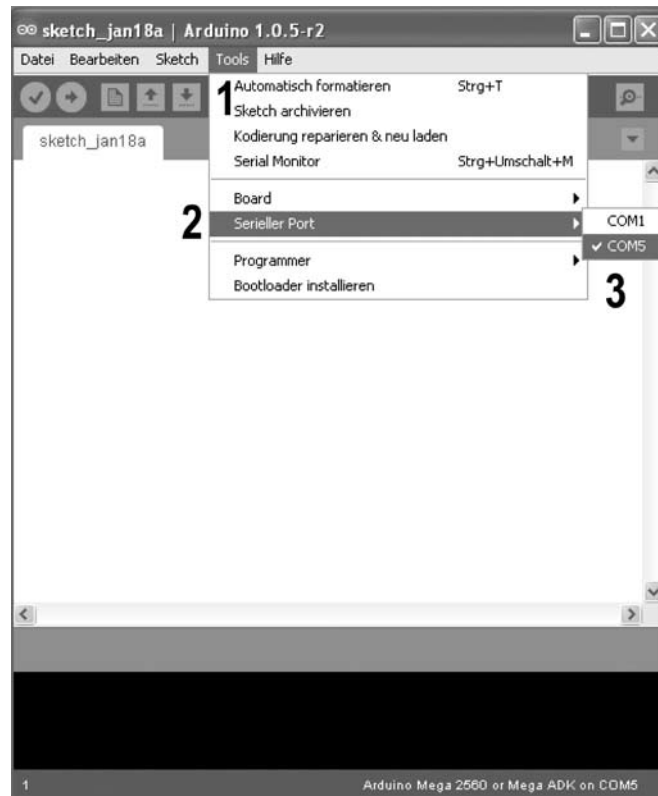 sketch_jan18a | Arduino 1.0.5-r2
Datei Bearbeiten Sketch Tools Hilfe
1
Automatisch formatieren Strg+T
Sketch archivieren
sketch_jan18a
Kodierung reparieren & neu laden
Serial Monitor Strg+Umschalt+M
Board
2
Serieller Port
COM1
COM5
3
Programmer
Bootloader installieren
1 Arduino Mega 2560 or Mega ADK on COM5